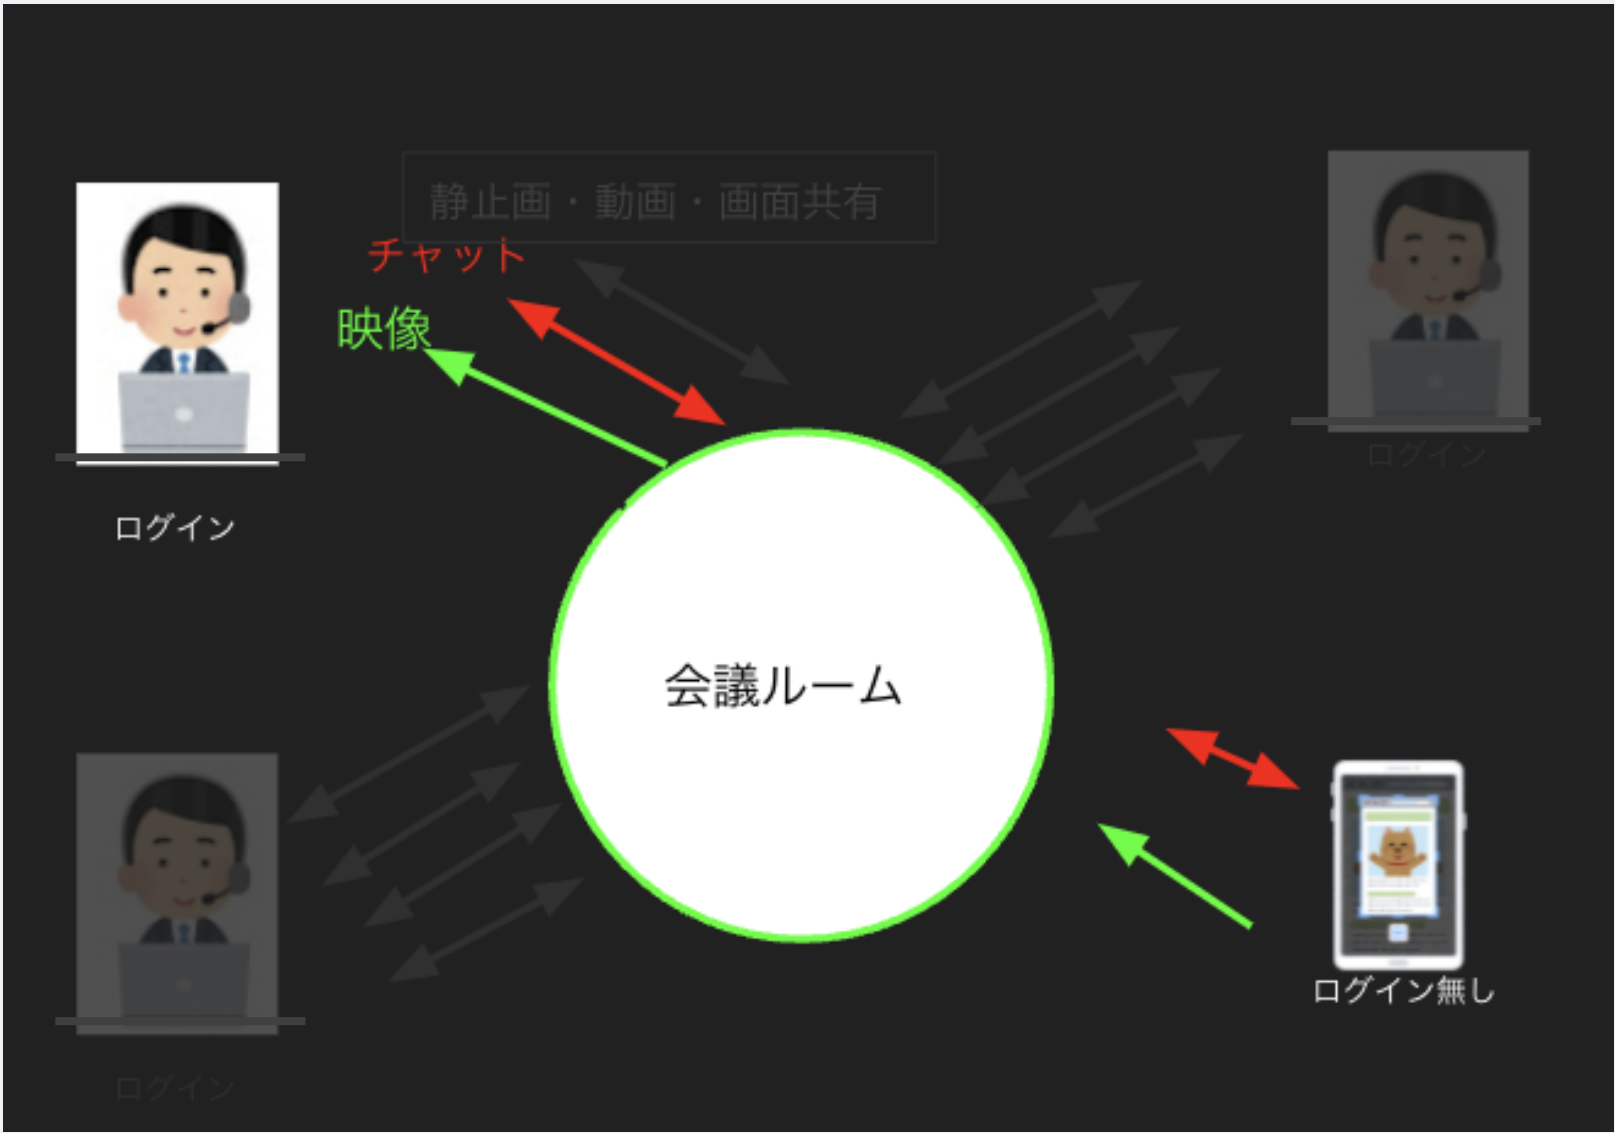 静止画・動画・画面共有
チャット
映像
ログイン
ログイン
会議ルーム
ログイン無し
ログイン